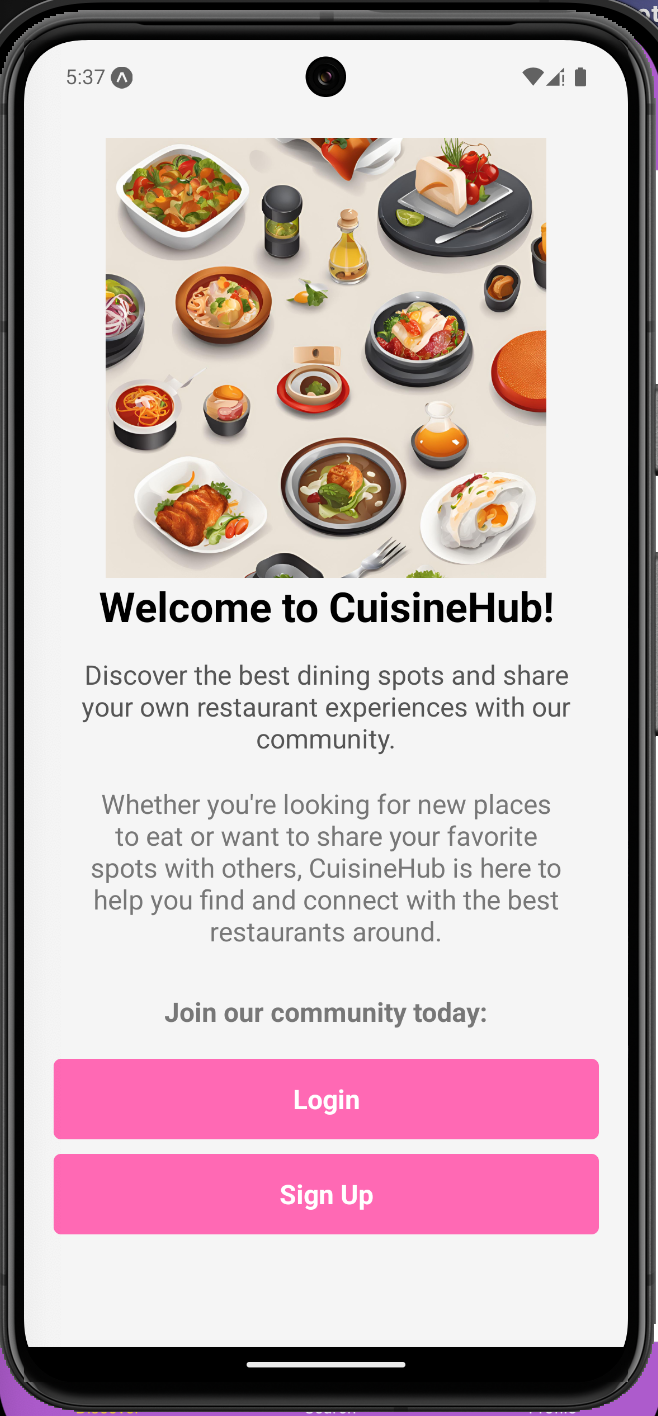 5:37
Welcome to CuisineHub!
Discover the best dining spots and share
your own restaurant experiences with our
community.
Whether you're looking for new places
to eat or want to share your favorite
spots with others, CuisineHub is here to
help you find and connect with the best
restaurants around.
Join our community today:
Login
Sign Up